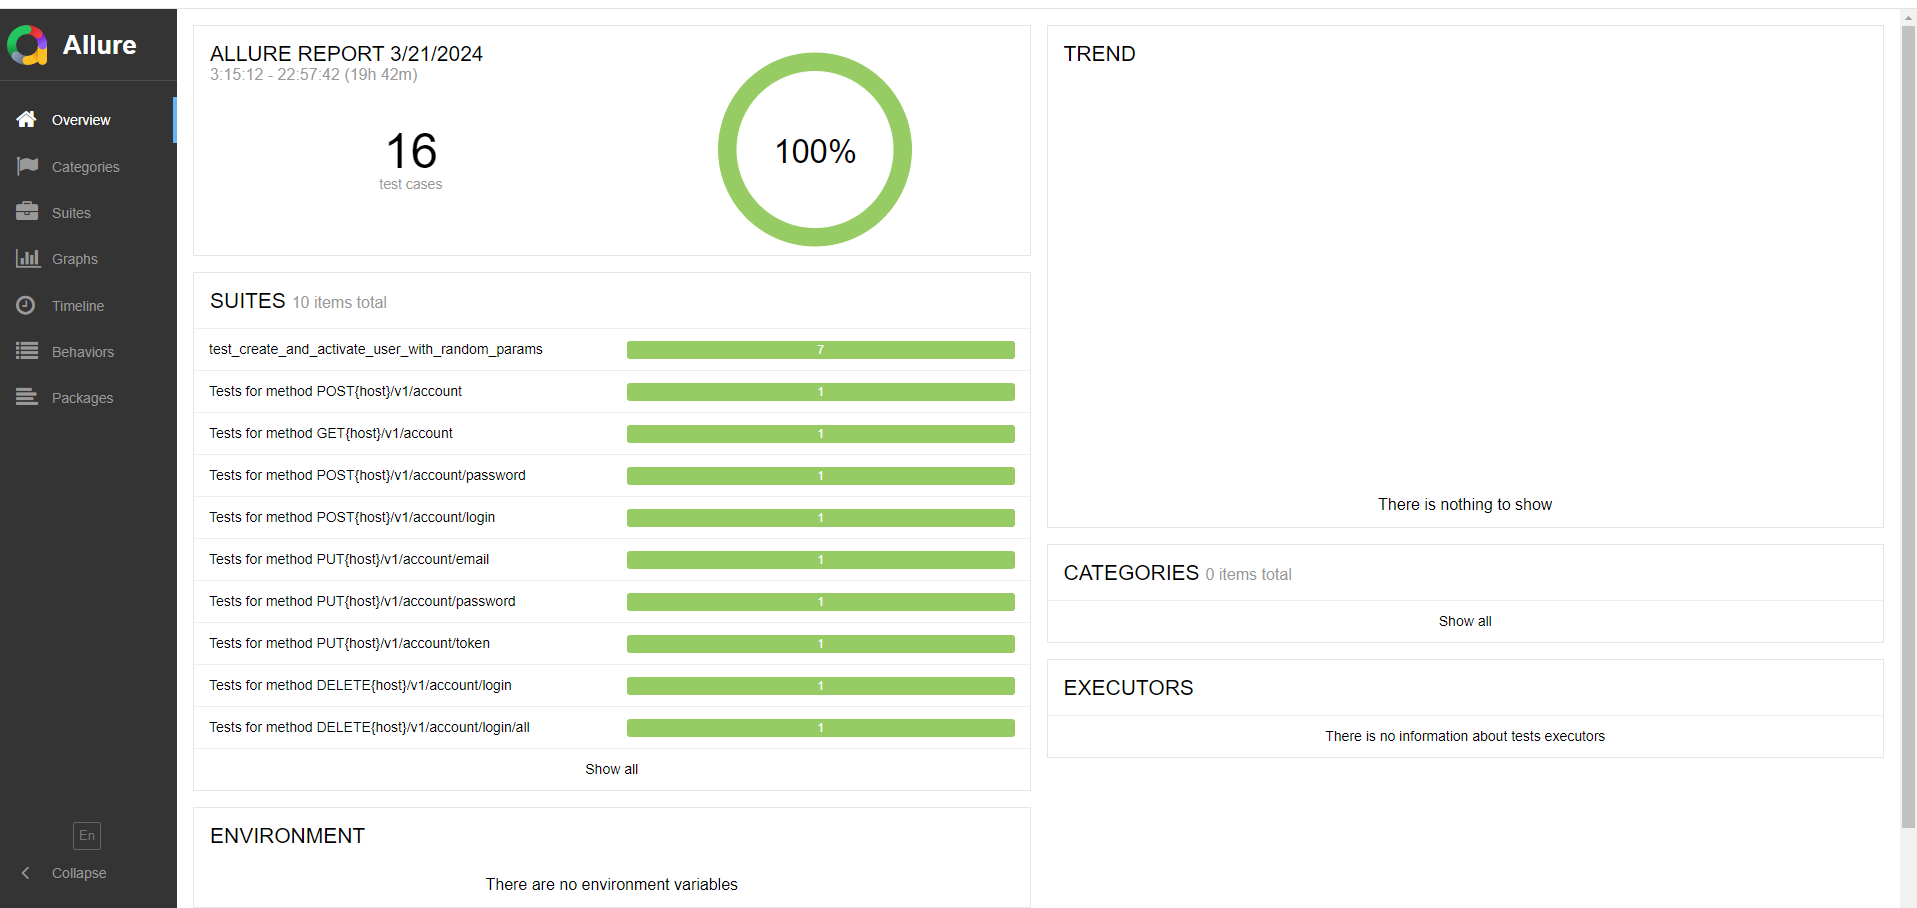 Allure
Overview
Categories
Suites
Graphs
Timeline
Behaviors
Packages
En
Collapse
ALLURE REPORT 3/21/2024
3:15:12 - 22:57:42 (19h 42m)
16
test cases
100%
SUITES 10 items total
test_create_and_activate_user_with_random_params 7
Tests for method POST{host}/v1/account 1
Tests for method GET{host}/v1/account 1
Tests for method POST{host}/v1/account/password 1
Tests for method POST{host}/v1/account/login 1
Tests for method PUT{host}/v1/account/email 1
Tests for method PUT{host}/v1/account/password 1
Tests for method PUT{host}/v1/account/token 1
Tests for method DELETE{host}/v1/account/login 1
Tests for method DELETE{host}/v1/account/login/all 1
Show all
ENVIRONMENT
There are no environment variables
TREND
There is nothing to show
CATEGORIES 0 items total
Show all
EXECUTORS
There is no information about tests executors